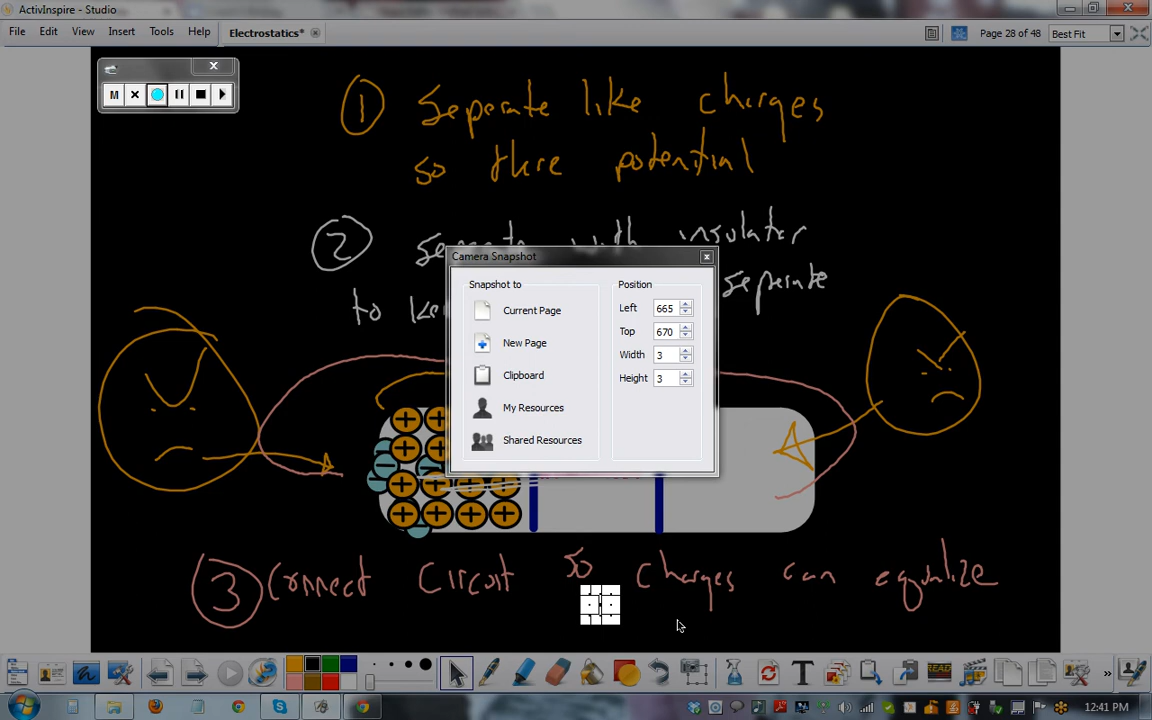 ActivInspire - Studio
File Edit View Insert Tools Help Electrostatics* Page 28 of 48 Best Fit
M
1 Seperate like charges
so there potential
2 Seperate with insulator
to seperate
Camera Snapshot
Snapshot to
Current Page
New Page
Clipboard
My Resources
Shared Resources
Position
Left 665
Top 670
Width 3
Height 3
3 Connect Circuit so charges can equalize
T
READ
»
12:41 PM